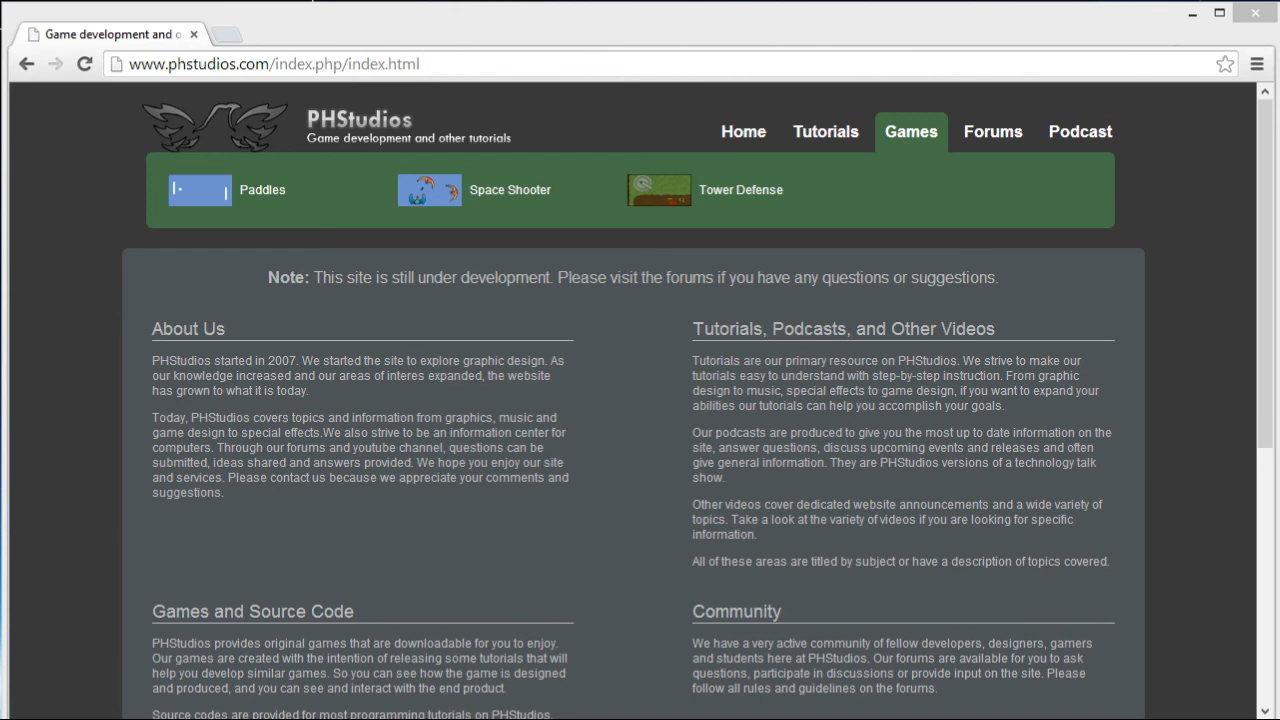 Game development and o
www.phstudios.com/index.php/index.html
PHStudios
Game development and other tutorials
Home Tutorials Games Forums Podcast
Paddles Space Shooter Tower Defense
Note: This site is still under development. Please visit the forums if you have any questions or suggestions.
About Us
PHStudios started in 2007. We started the site to explore graphic design. As
our knowledge increased and our areas of interes expanded, the website
has grown to what it is today.
Today, PHStudios covers topics and information from graphics, music and
game design to special effects.We also strive to be an information center for
computers. Through our forums and youtube channel, questions can be
submitted, ideas shared and answers provided. We hope you enjoy our site
and services. Please contact us because we appreciate your comments and
suggestions.
Tutorials, Podcasts, and Other Videos
Tutorials are our primary resource on PHStudios. We strive to make our
tutorials easy to understand with step-by-step instruction. From graphic
design to music, special effects to game design, if you want to expand your
abilities our tutorials can help you accomplish your goals.
Our podcasts are produced to give you the most up to date information on the
site, answer questions, discuss upcoming events and releases and often
give general information. They are PHStudios versions of a technology talk
show.
Other videos cover dedicated website announcements and a wide variety of
topics. Take a look at the variety of videos if you are looking for specific
information.
All of these areas are titled by subject or have a description of topics covered.
Games and Source Code
PHStudios provides original games that are downloadable for you to enjoy.
Our games are created with the intention of releasing some tutorials that will
help you develop similar games. So you can see how the game is designed
and produced, and you can see and interact with the end product.
Source codes are provided for most programming tutorials on PHStudios.
Community
We have a very active community of fellow developers, designers, gamers
and students here at PHStudios. Our forums are available for you to ask
questions, participate in discussions or provide input on the site. Please
follow all rules and guidelines on the forums.